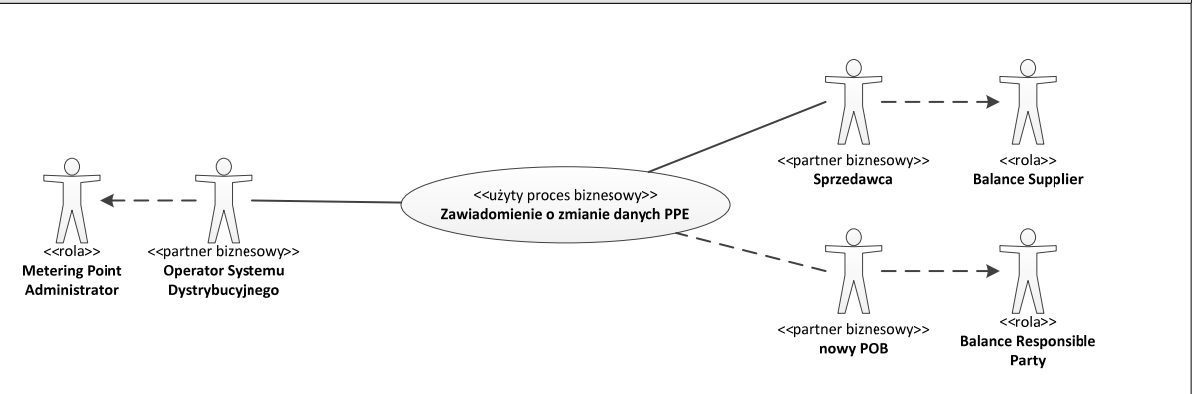 <<partner biznesowy>>
Sprzedawca
<<rola>>
Balance Supplier
<<użyty proces biznesowy>>
Zawiadomienie o zmianie danych PPE
<<rola>>
Metering Point
Administrator
<<partner biznesowy>>
Operator Systemu
Dystrybucyjnego
<<partner biznesowy>>
nowy POB
<<rola>>
Balance Responsible
Party